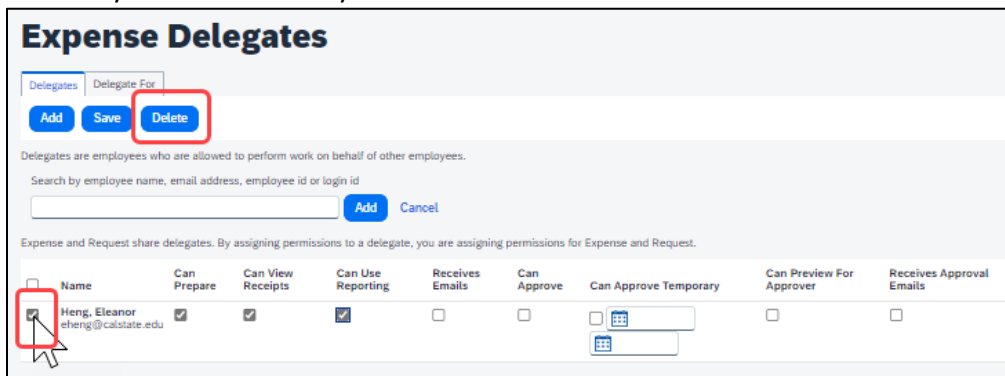 Expense Delegates
Delegates Delegate For
Add Save Delete
Delegates are employees who are allowed to perform work on behalf of other employees.
Search by employee name, email address, employee id or login id
Add Cancel
Expense and Request share delegates. By assigning permissions to a delegate, you are assigning permissions for Expense and Request.
Name Can Prepare Can View Receipts Can Use Reporting Receives Emails Can Approve Can Approve Temporary Can Preview For Approver Receives Approval Emails
Heng, Eleanor
eheng@calstate.edu